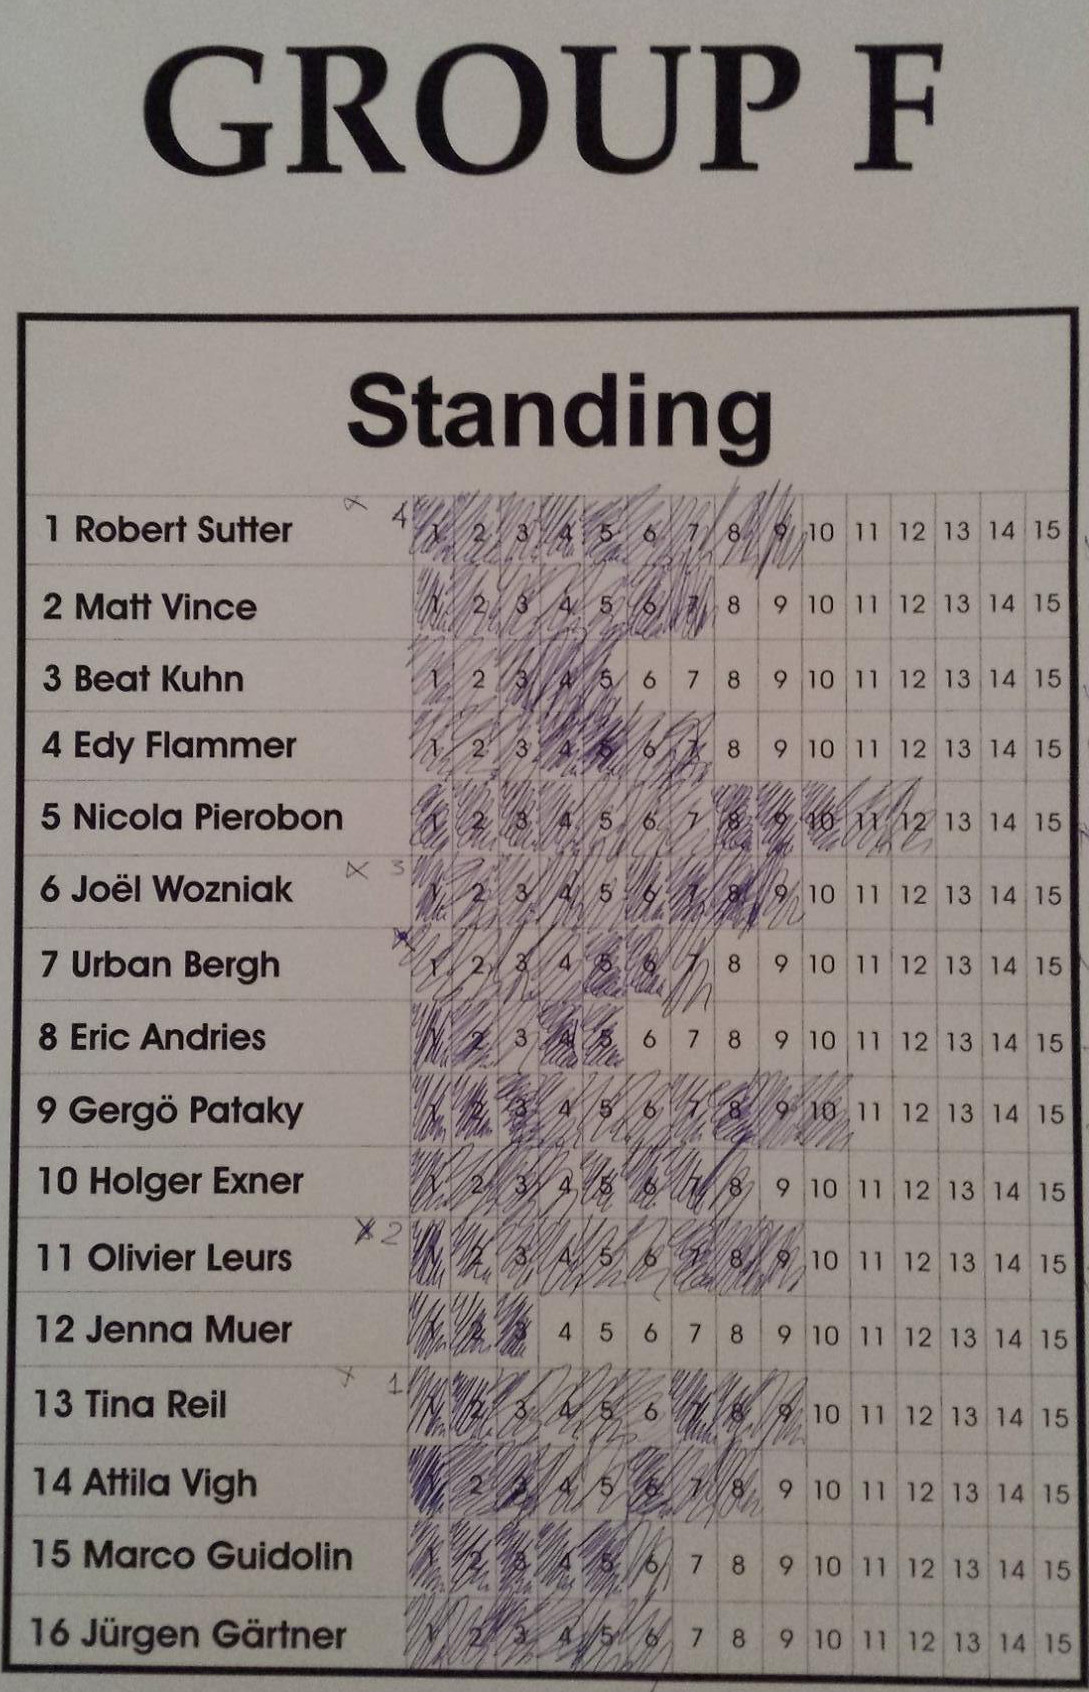 GROUP F
Standing
1 Robert Sutter 4 1 2 3 4 5 6 7 8 9 10 11 12 13 14 15
2 Matt Vince 1 2 3 4 5 6 7 8 9 10 11 12 13 14 15
3 Beat Kuhn 1 2 3 4 5 6 7 8 9 10 11 12 13 14 15
4 Edy Flammer 1 2 3 4 5 6 7 8 9 10 11 12 13 14 15
5 Nicola Pierobon 1 2 3 4 5 6 7 8 9 10 11 12 13 14 15
6 Joël Wozniak 3 1 2 3 4 5 6 7 8 9 10 11 12 13 14 15
7 Urban Bergh 1 2 3 4 5 6 7 8 9 10 11 12 13 14 15
8 Eric Andries 1 2 3 4 5 6 7 8 9 10 11 12 13 14 15
9 Gergö Pataky 1 2 3 4 5 6 7 8 9 10 11 12 13 14 15
10 Holger Exner 1 2 3 4 5 6 7 8 9 10 11 12 13 14 15
11 Olivier Leurs 2 1 2 3 4 5 6 7 8 9 10 11 12 13 14 15
12 Jenna Muer 1 2 3 4 5 6 7 8 9 10 11 12 13 14 15
13 Tina Reil 1 1 2 3 4 5 6 7 8 9 10 11 12 13 14 15
14 Attila Vigh 1 2 3 4 5 6 7 8 9 10 11 12 13 14 15
15 Marco Guidolin 1 2 3 4 5 6 7 8 9 10 11 12 13 14 15
16 Jürgen Gärtner 1 2 3 4 5 6 7 8 9 10 11 12 13 14 15